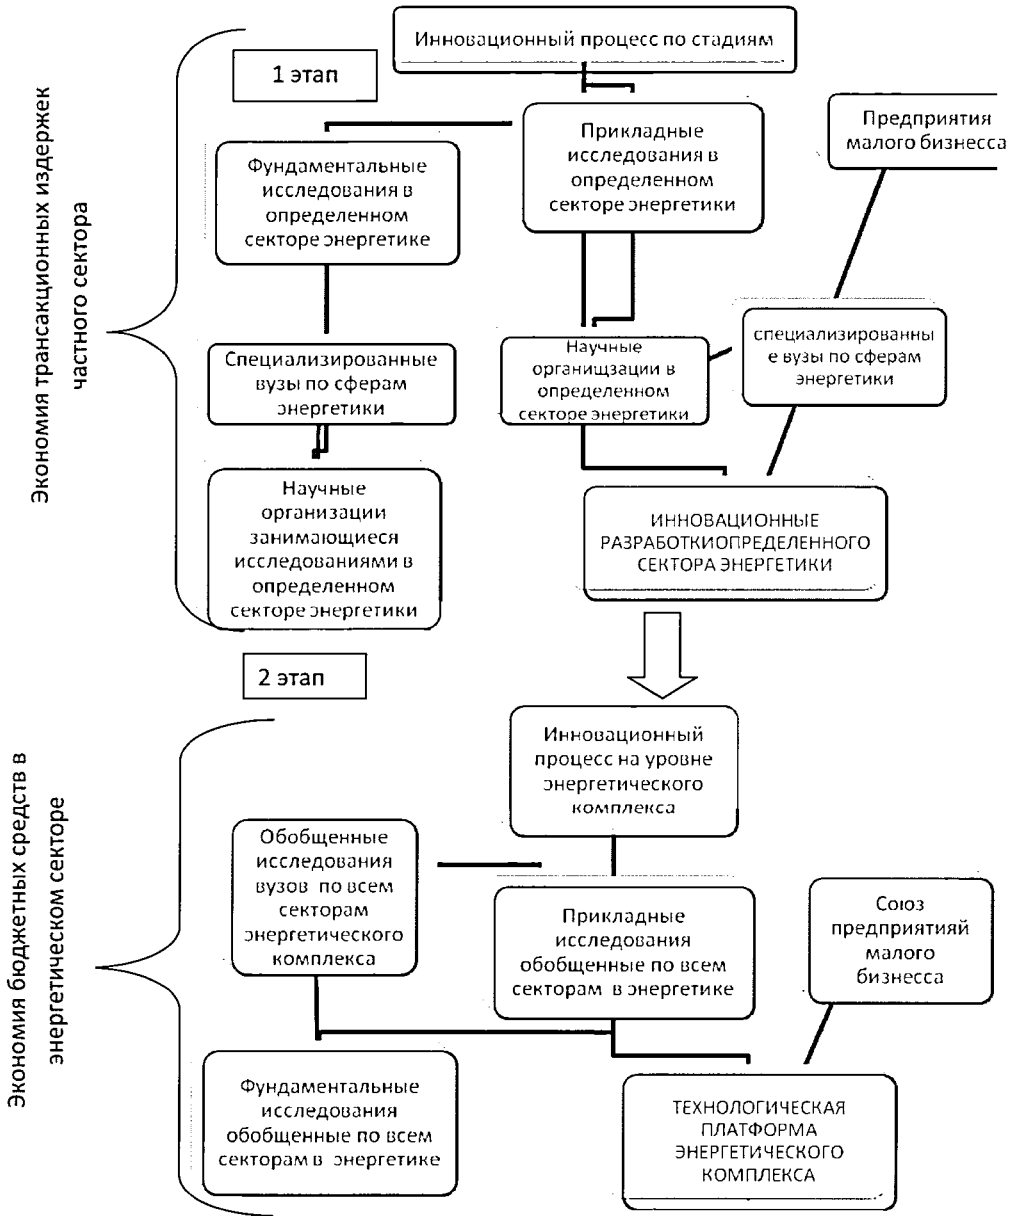 Инновационный процесс по стадиям
1 этап
Экономия трансакционных издержек
частного сектора
Фундаментальные
исследования в
определенном
секторе энергетике
Прикладные
исследования в
определенном
секторе энергетики
Предприятия
малого бизнесса
Специализированные
вузы по сферам
энергетики
Научные
органищзации в
определенном
секторе энергетики
специализированны
е вузы по сферам
энергетики
Научные
организации
занимающиеся
исследованиями в
определенном
секторе энергетики
ИННОВАЦИОННЫЕ
РАЗРАБОТКИОПРЕДЕЛЕННОГО
СЕКТОРА ЭНЕРГЕТИКИ
2 этап
Экономия бюджетных средств в
энергетическом секторе
Инновационный
процесс на уровне
энергетического
комплекса
Обобщенные
исследования
вузов по всем
секторам
энергетического
комплекса
Прикладные
исследования
обобщенные по всем
секторам в энергетике
Союз
предприятияй
малого
бизнесса
Фундаментальные
исследования
обобщенные по всем
секторам в энергетике
ТЕХНОЛОГИЧЕСКАЯ
ПЛАТФОРМА
ЭНЕРГЕТИЧЕСКОГО
КОМПЛЕКСА